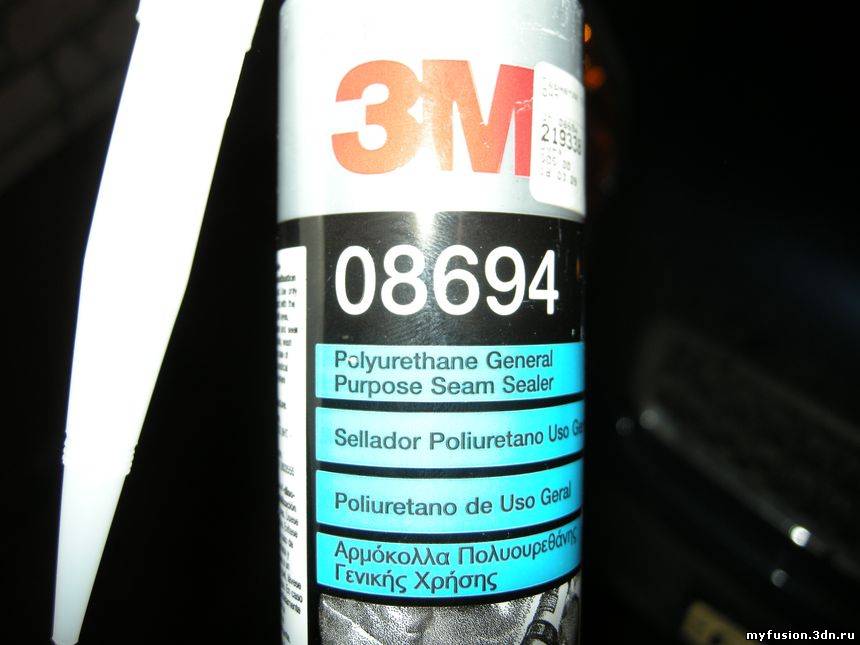 3M
219338
08694
Polyurethane General
Purpose Seam Sealer
Sellador Poliuretano Uso
Poliuretano de Uso Geral
Αρμόκολλα Πολυουρεθάνης
Γενικής Χρήσης
myfusion.3dn.ru